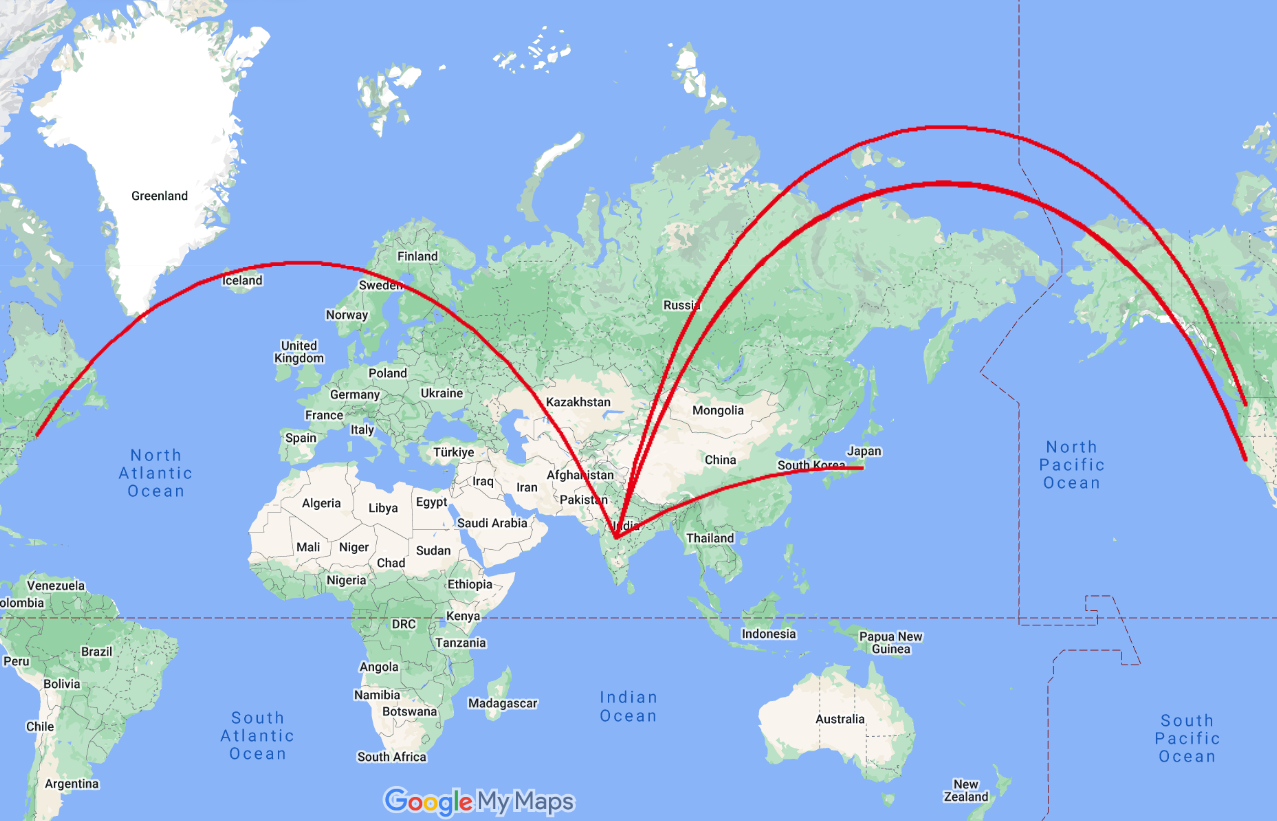 Greenland
Finland
Iceland
Sweden
Norway
Russia
United
Kingdom
Poland
Germany
Ukraine
Kazakhstan
Mongolia
France
Italy
Spain
Türkiye
North
Atlantic
Ocean
North
Pacific
Ocean
Japan
China
South Korea
Afghanistan
Iraq
Iran
Pakistan
Algeria
Libya
Egypt
Saudi Arabia
India
Thailand
Mali
Niger
Sudan
Chad
Nigeria
Ethiopia
Venezuela
olombia
Kenya
DRC
Indonesia
Papua New
Guinea
Tanzania
Brazil
Peru
Angola
Bolivia
Namibia
Botswana
Madagascar
Indian
Ocean
Australia
Chile
South
Atlantic
Ocean
South
Pacific
Ocean
South Africa
Argentina
New
Zealand
Google My Maps